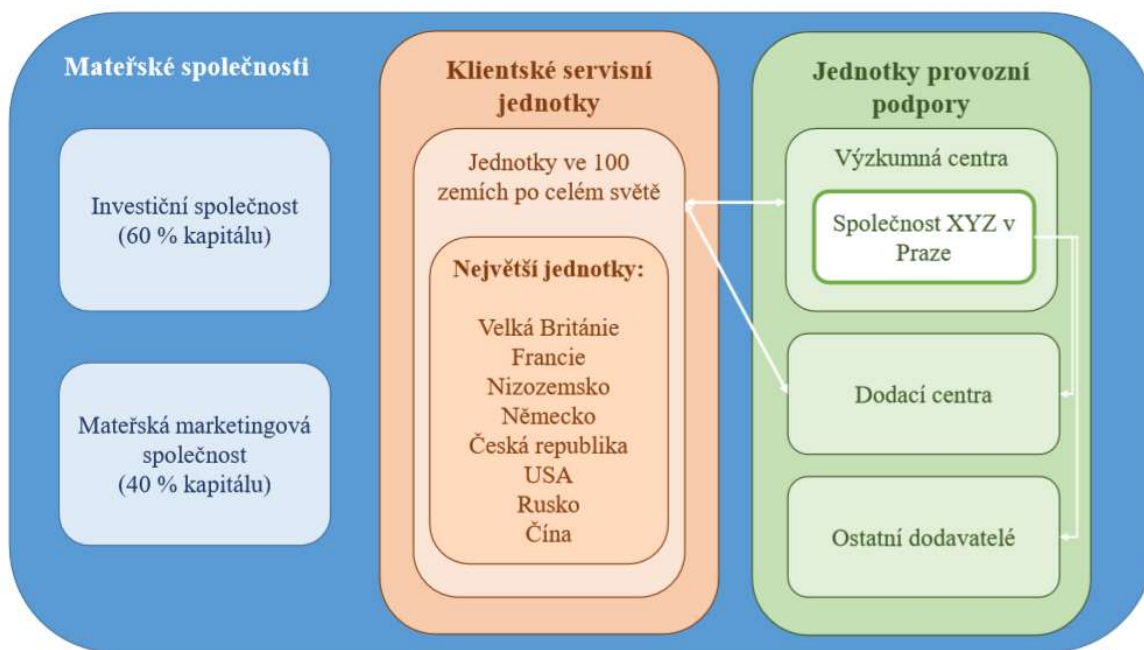 Mateřské společnosti
Investiční společnost
(60 % kapitálu)
Mateřská marketingová
společnost
(40 % kapitálu)
Klientské servisní
jednotky
Jednotky ve 100
zemích po celém světě
Největší jednotky:
Velká Británie
Francie
Nizozemsko
Německo
Česká republika
USA
Rusko
Čína
Jednotky provozní
podpory
Výzkumná centra
Společnost XYZ v
Praze
Dodací centra
Ostatní dodavatelé